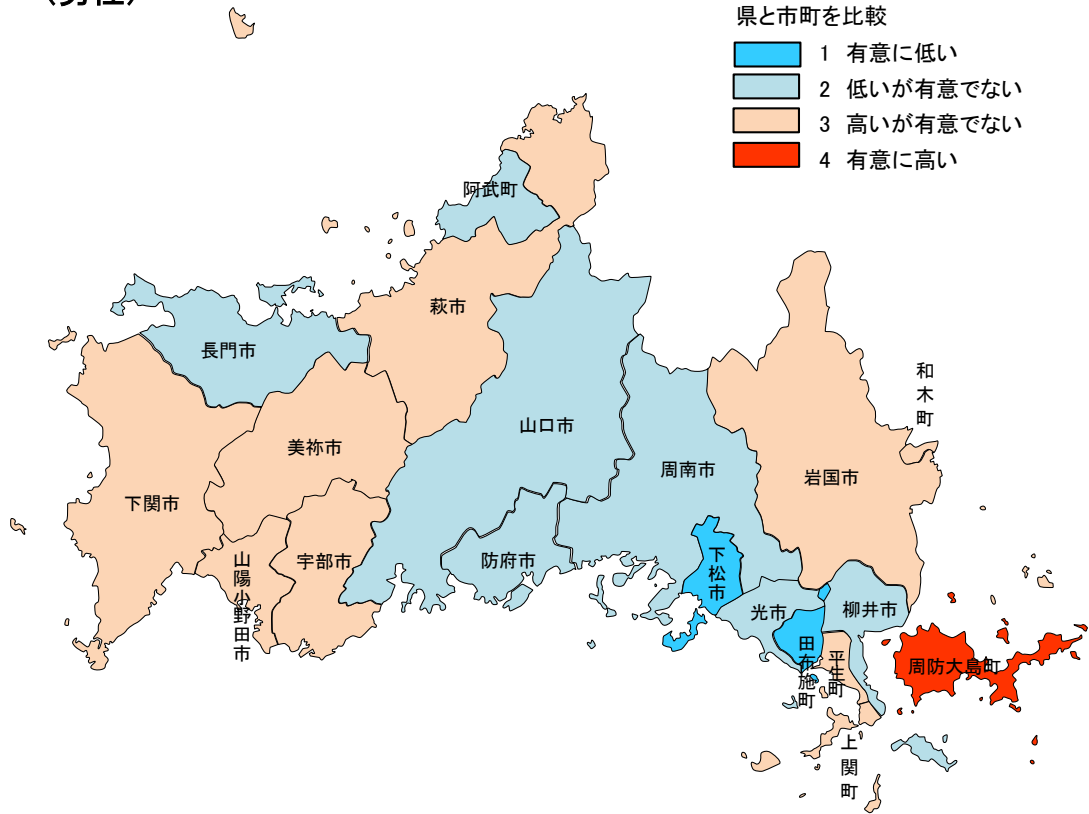 (男性)
県と市町を比較
1 有意に低い
2 低いが有意でない
3 高いが有意でない
4 有意に高い
阿武町
萩市
長門市
和木町
山口市
美祢市
周南市
岩国市
下関市
宇部市
防府市
山陽小野田市
下松市
光市
柳井市
田布施町
平生町
周防大島町
上関町